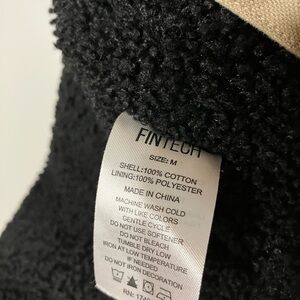 FINTECH
SIZE: M
SHELL:100% COTTON
LINING:100% POLYESTER
MADE IN CHINA
MACHINE WASH COLD
WITH LIKE COLORS
GENTLE CYCLE
DO NOT USE SOFTENER
DO NOT BLEACH
TUMBLE DRY LOW
IRON AT LOW TEMPERATURE
IF NEEDED
DO NOT IRON DECORATION
RN: